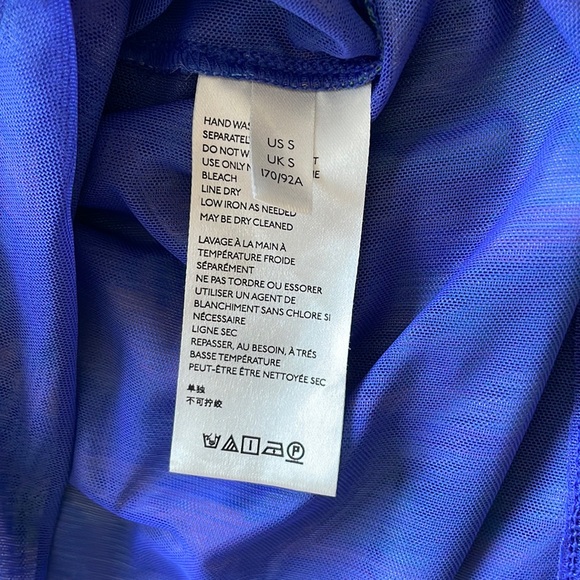 US S
UK S
170/92A
HAND WAS
SEPARATEL
DO NOT W
USE ONLY
BLEACH
LINE DRY
LOW IRON AS NEEDED
MAY BE DRY CLEANED
LAVAGE À LA MAIN À
TEMPÉRATURE FROIDE
SÉPARÉMENT
NE PAS TORDRE OU ESSORER
UTILISER UN AGENT DE
BLANCHIMENT SANS CHLORE SI
NÉCESSAIRE
LIGNE SEC
REPASSER, AU BESOIN, À TRÉS
BASSE TEMPÉRATURE
PEUT-ÊTRE ÊTRE NETTOYÉE SEC
单独
不可拧绞
P